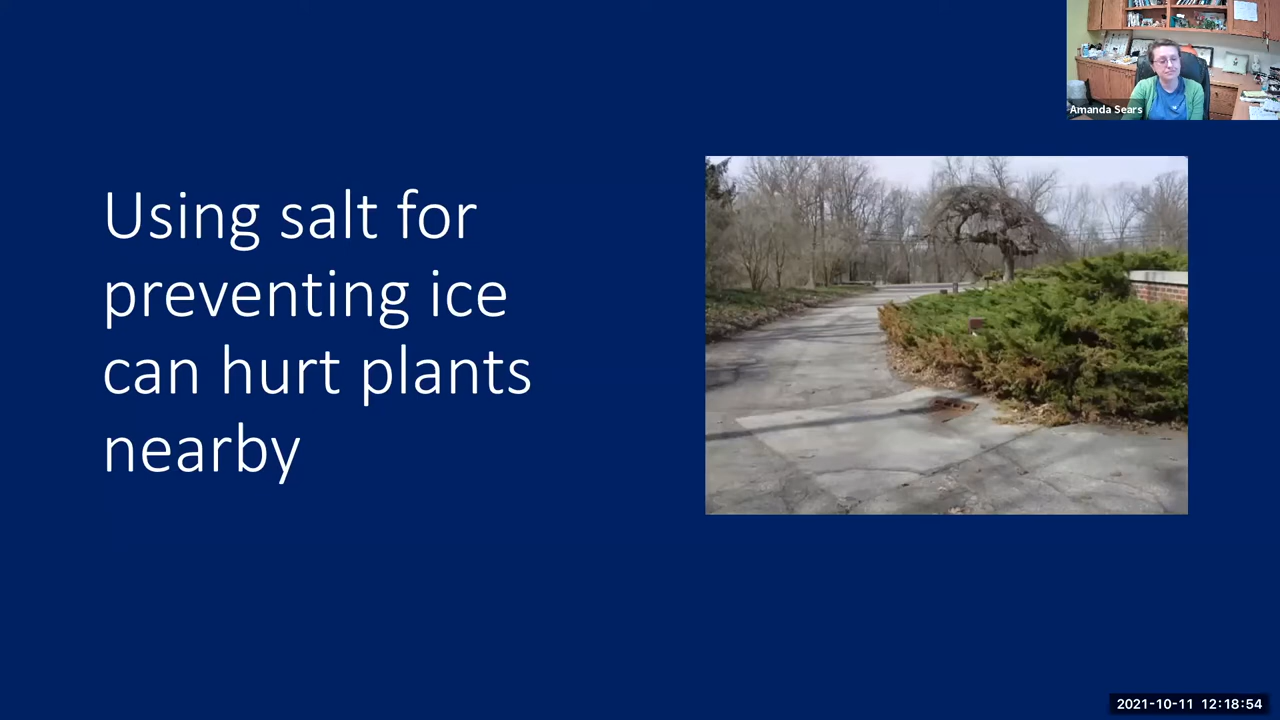 Amanda Sears
Using salt for
preventing ice
can hurt plants
nearby
2021-10-11 12:18:54